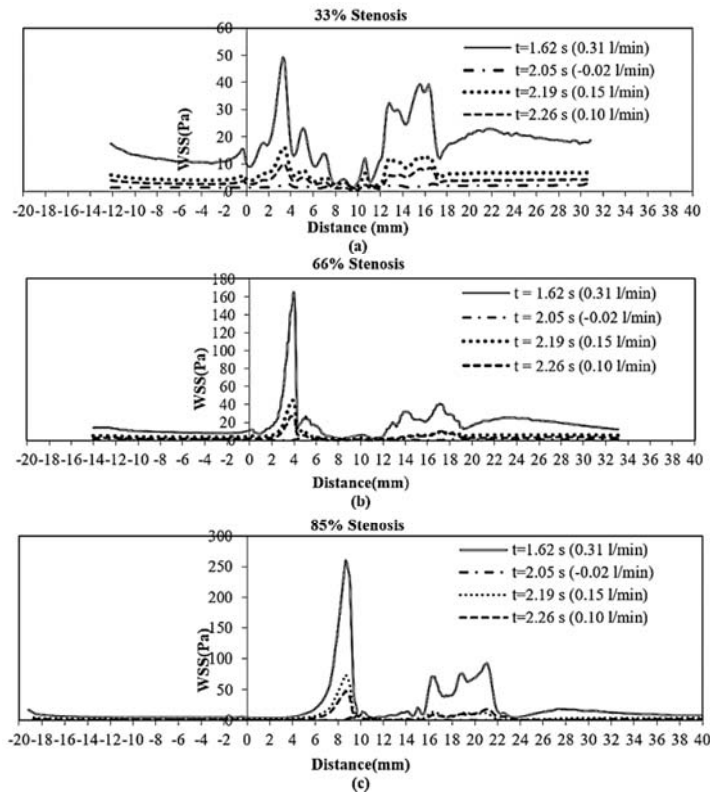 33% Stenosis
60
50
40
30
20
10
0
WSS(Pa)
t=1.62 s (0.31 l/min)
t=2.05 s (-0.02 l/min)
t=2.19 s (0.15 l/min)
t=2.26 s (0.10 l/min)
-20 -18 -16 -14 -12 -10 -8 -6 -4 -2 0 2 4 6 8 10 12 14 16 18 20 22 24 26 28 30 32 34 36 38 40
Distance (mm)
(a)
66% Stenosis
180
160
140
120
100
80
60
40
20
0
WSS(Pa)
t = 1.62 s (0.31 l/min)
t = 2.05 s (-0.02 l/min)
t = 2.19 s (0.15 l/min)
t = 2.26 s (0.10 l/min)
-20 -18 -16 -14 -12 -10 -8 -6 -4 -2 0 2 4 6 8 10 12 14 16 18 20 22 24 26 28 30 32 34 36 38 40
Distance(mm)
(b)
85% Stenosis
300
250
200
150
100
50
0
WSS(Pa)
t=1.62 s (0.31 l/min)
t=2.05 s (-0.02 l/min)
t=2.19 s (0.15 l/min)
t=2.26 s (0.10 l/min)
-20 -18 -16 -14 -12 -10 -8 -6 -4 -2 0 2 4 6 8 10 12 14 16 18 20 22 24 26 28 30 32 34 36 38 40
Distance(mm)
(c)